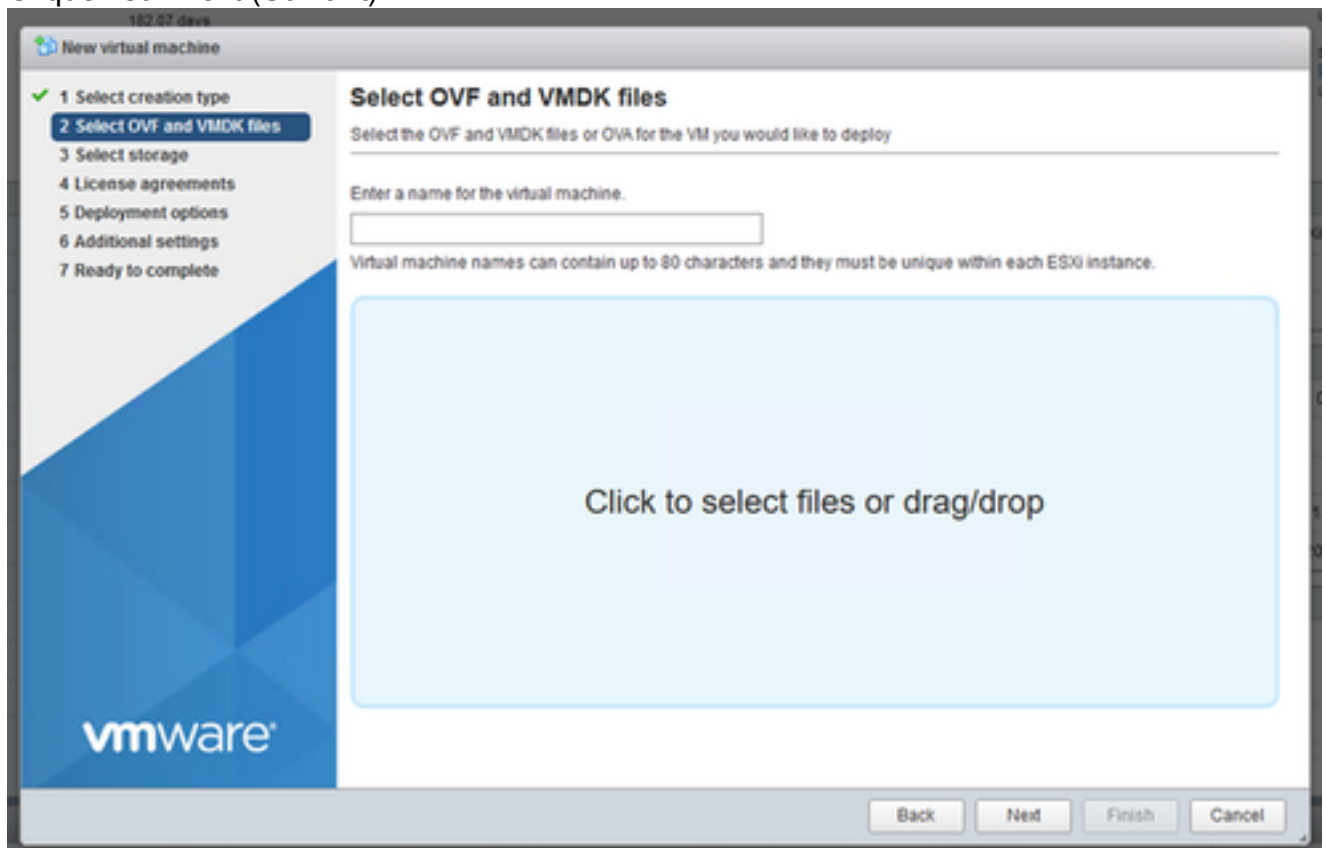 182.07 days
New virtual machine
1 Select creation type
2 Select OVF and VMDK files
3 Select storage
4 License agreements
5 Deployment options
6 Additional settings
7 Ready to complete
vmware
Select OVF and VMDK files
Select the OVF and VMDK files or OVA for the VM you would like to deploy
Enter a name for the virtual machine.
Virtual machine names can contain up to 80 characters and they must be unique within each ESXi instance.
Click to select files or drag/drop
Back
Next
Finish
Cancel